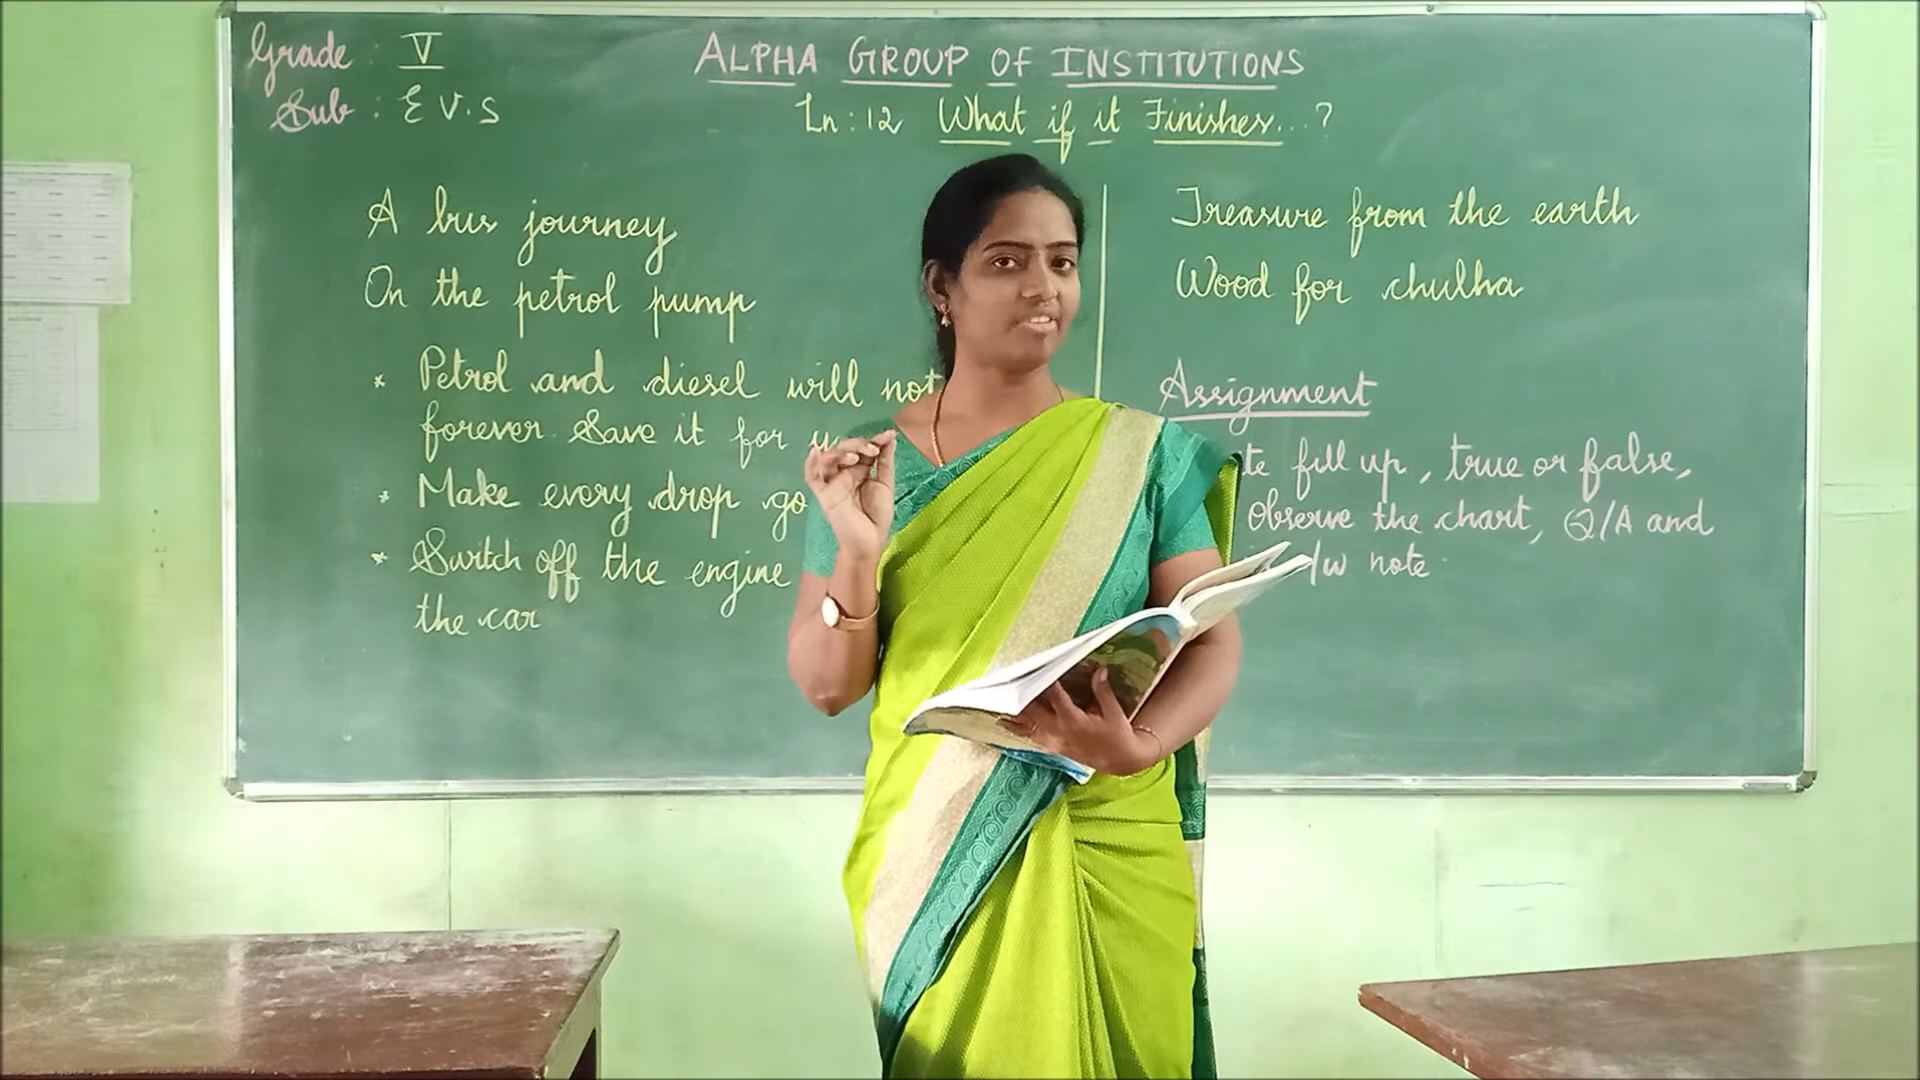 Grade : V
Sub : E V.S
ALPHA GROUP OF INSTITUTIONS
Ln : 12 What if it Finishes...?
A bus journey
On the petrol pump
* Petrol and diesel will not
forever. Save it for
* Make every drop go
* Switch off the engine
the car
Treasure from the earth
Wood for chulha
Assignment
fill up, true or false,
Observe the chart, Q/A and
note.